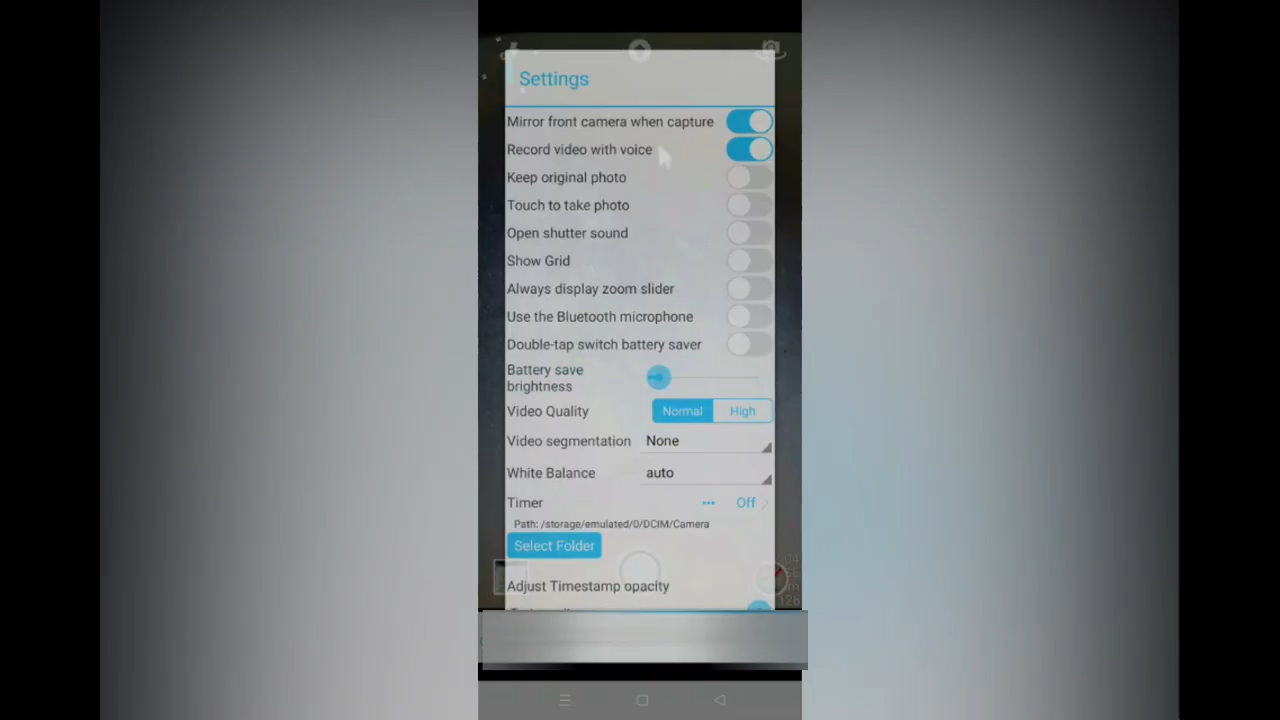 Settings
Mirror front camera when capture
Record video with voice
Keep original photo
Touch to take photo
Open shutter sound
Show Grid
Always display zoom slider
Use the Bluetooth microphone
Double-tap switch battery saver
Battery save
brightness
Video Quality Normal High
Video segmentation None
White Balance auto
Timer ••• Off
Path: /storage/emulated/0/DCIM/Camera
Select Folder
Adjust Timestamp opacity